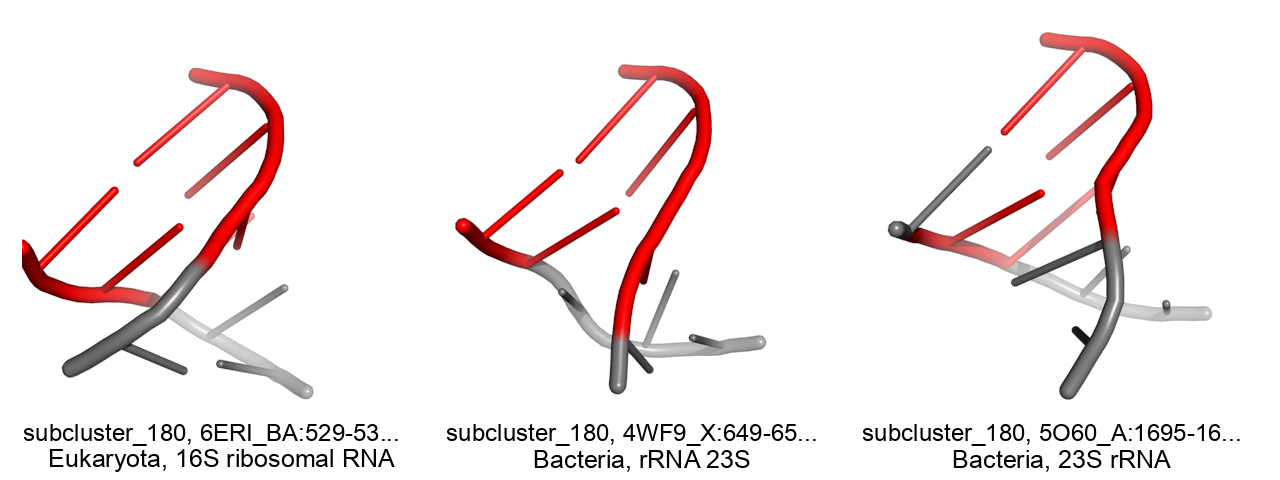 subcluster_180, 6ERI_BA:529-53...
Eukaryota, 16S ribosomal RNA
subcluster_180, 4WF9_X:649-65...
Bacteria, rRNA 23S
subcluster_180, 5O60_A:1695-16...
Bacteria, 23S rRNA